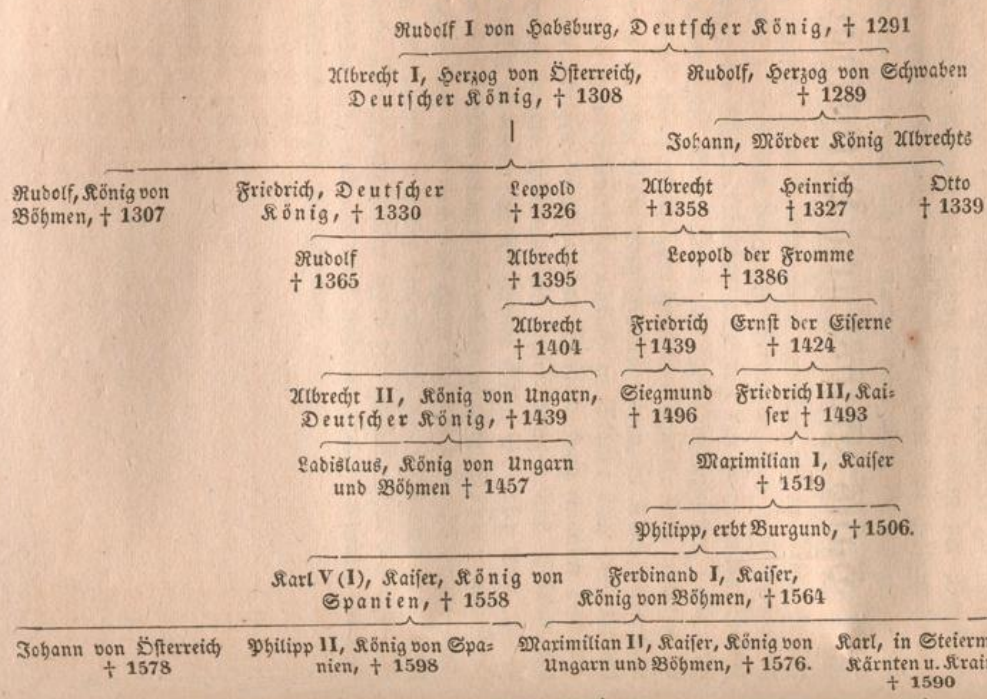 Rudolf I von Habsburg, Deutscher König, † 1291
Albrecht I, Herzog von Österreich,
Deutscher König, † 1308
Rudolf, Herzog von Schwaben
† 1289
Johann, Mörder König Albrechts
Rudolf, König von
Böhmen, † 1307
Friedrich, Deutscher
König, † 1330
Leopold
† 1326
Albrecht
† 1358
Heinrich
† 1327
Otto
† 1339
Rudolf
† 1365
Albrecht
† 1395
Leopold der Fromme
† 1386
Albrecht
† 1404
Friedrich
† 1439
Ernst der Eiserne
† 1424
Albrecht II, König von Ungarn,
Deutscher König, † 1439
Siegmund
† 1496
Friedrich III, Kai-
ser † 1493
Ladislaus, König von Ungarn
und Böhmen † 1457
Maximilian I, Kaiser
† 1519
Philipp, erbt Burgund, † 1506.
Karl V (I), Kaiser, König von
Spanien, † 1558
Ferdinand I, Kaiser,
König von Böhmen, † 1564
Johann von Österreich
† 1578
Philipp II, König von Spa-
nien, † 1598
Maximilian II, Kaiser, König von
Ungarn und Böhmen, † 1576.
Karl, in Steierm
Kärnten u. Krain
† 1590